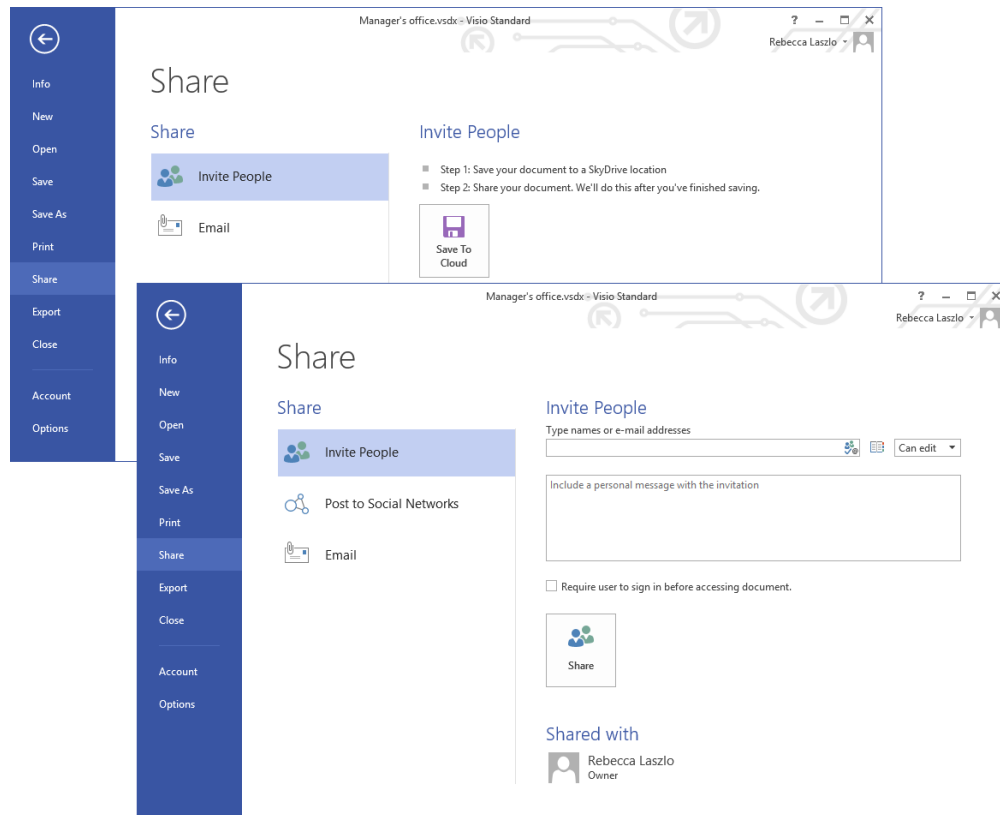 Manager's office.vsdx - Visio Standard
?
Rebecca Laszlo
Info
New
Open
Save
Save As
Print
Share
Export
Close
Account
Options
Share
Share
Invite People
Email
Invite People
Step 1: Save your document to a SkyDrive location
Step 2: Share your document. We'll do this after you've finished saving.
Save To
Cloud
Manager's office.vsdx - Visio Standard
?
Rebecca Laszlo
Info
New
Open
Save
Save As
Print
Share
Export
Close
Account
Options
Share
Share
Invite People
Post to Social Networks
Email
Invite People
Type names or e-mail addresses
Can edit
Include a personal message with the invitation
Require user to sign in before accessing document.
Share
Shared with
Rebecca Laszlo
Owner